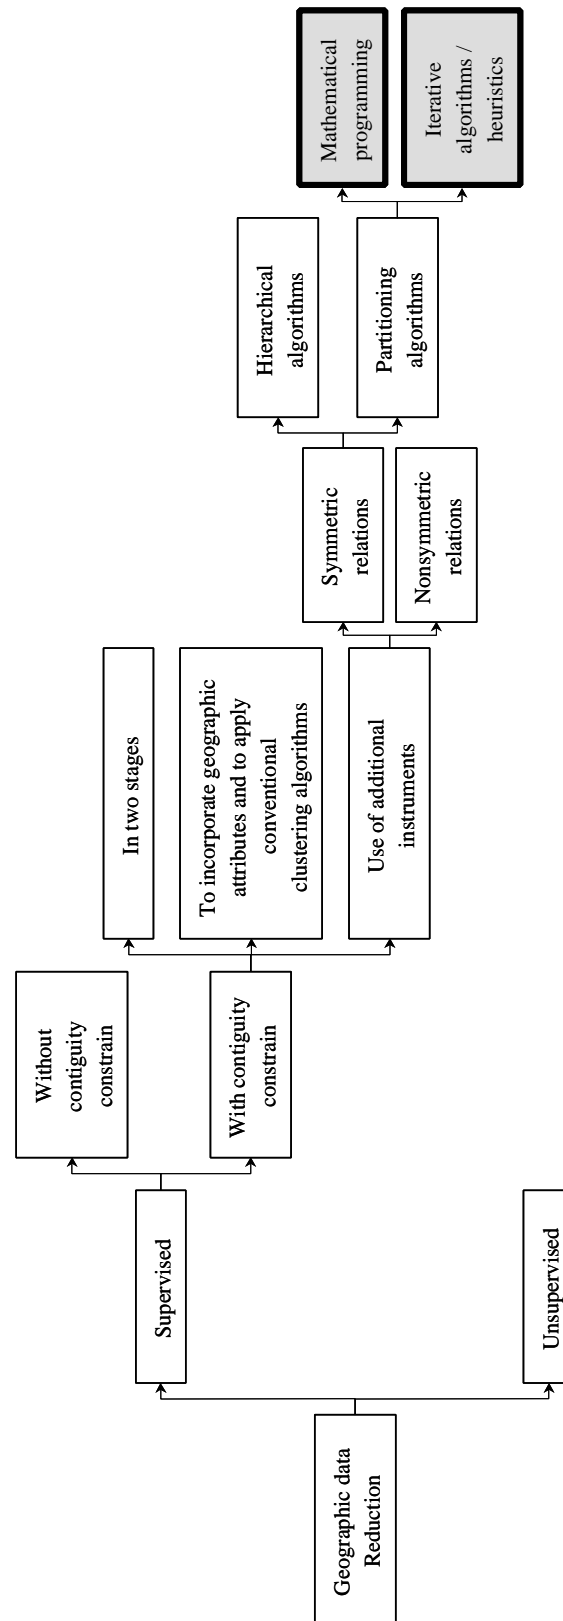 Geographic data
Reduction
Supervised
Unsupervised
Without
contiguity
constrain
With contiguity
constrain
In two stages
To incorporate geographic
attributes and to apply
conventional
clustering algorithms
Use of additional
instruments
Symmetric
relations
Nonsymmetric
relations
Hierarchical
algorithms
Partitioning
algorithms
Mathematical
programming
Iterative
algorithms /
heuristics